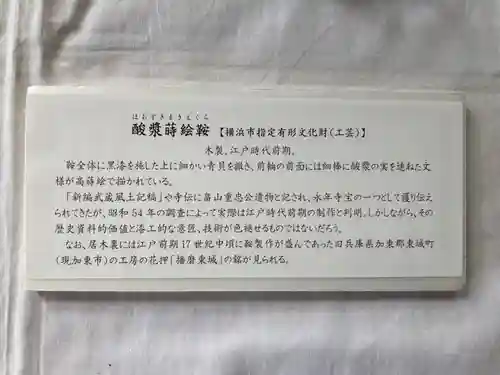 ほおずきまきえくら
酸漿蒔絵鞍 【横浜市指定有形文化財(工芸)】
木製、江戸時代前期。
鞍全体に黒漆を施した上に細かい青貝を撒き、前輪の前面には細棒に酸漿の実を連ねた文
様が高蒔絵で描かれている。
「新編武蔵風土記稿」や寺伝に畠山重忠公遺物と記され、永年寺宝の一つとして護り伝え
られてきたが、昭和54年の調査によって実際は江戸時代前期の制作と判明。しかしながら、その
歴史資料的価値と漆工的な意匠、技術が色褪せるものではないだろう。
なお、居木裏には江戸前期17世紀中頃に鞍製作が盛んであった旧兵庫県加東郡東城町
(現加東市)の工房の花押「播磨東城」の銘が見られる。